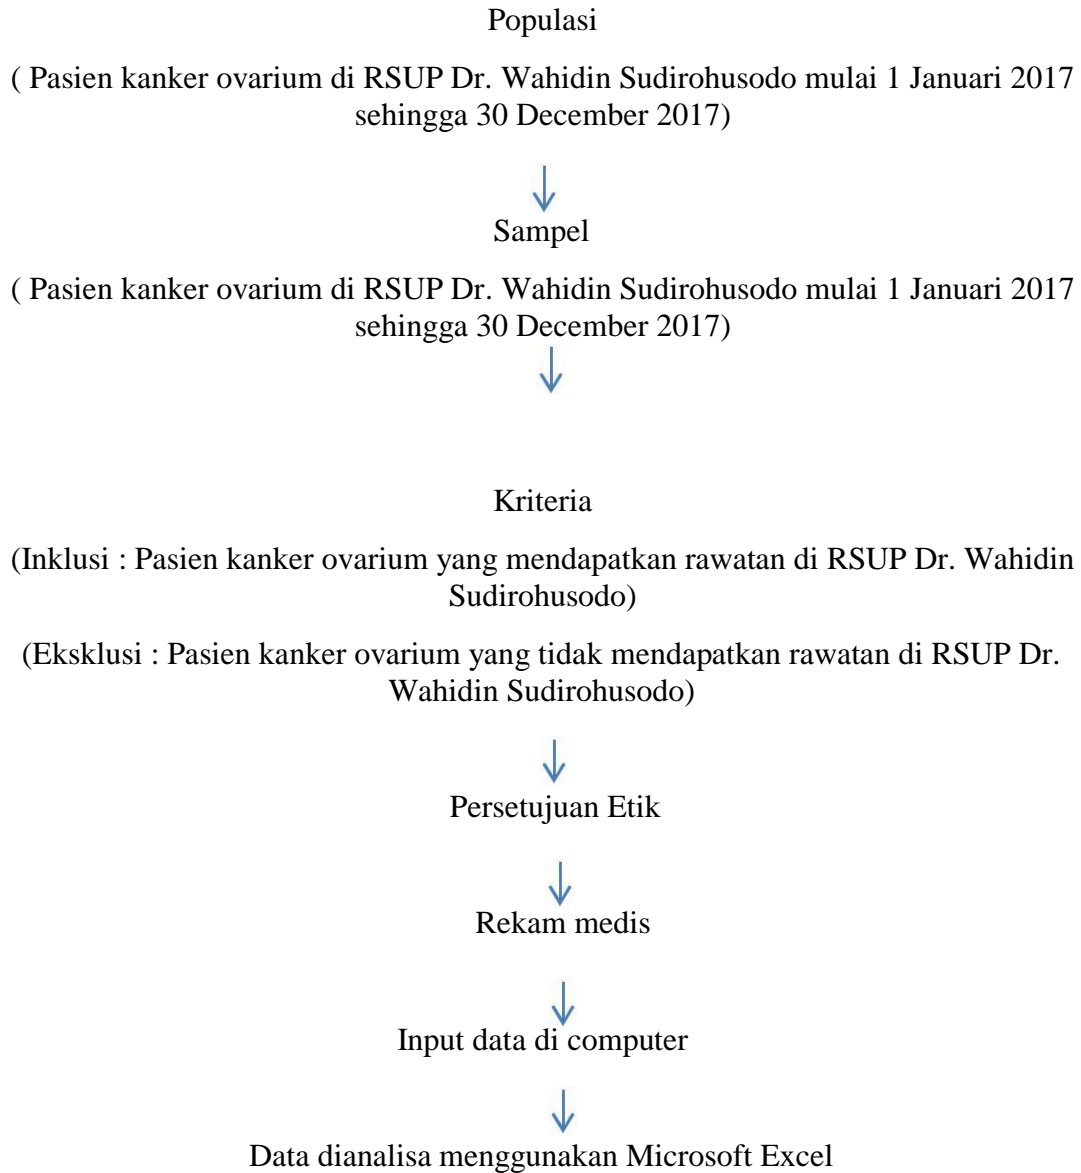 Populasi
( Pasien kanker ovarium di RSUP Dr. Wahidin Sudirohusodo mulai 1 Januari 2017
sehingga 30 December 2017)
Sampel
( Pasien kanker ovarium di RSUP Dr. Wahidin Sudirohusodo mulai 1 Januari 2017
sehingga 30 December 2017)
Kriteria
(Inklusi : Pasien kanker ovarium yang mendapatkan rawatan di RSUP Dr. Wahidin
Sudirohusodo)
(Eksklusi : Pasien kanker ovarium yang tidak mendapatkan rawatan di RSUP Dr.
Wahidin Sudirohusodo)
Persetujuan Etik
Rekam medis
Input data di computer
Data dianalisa menggunakan Microsoft Excel